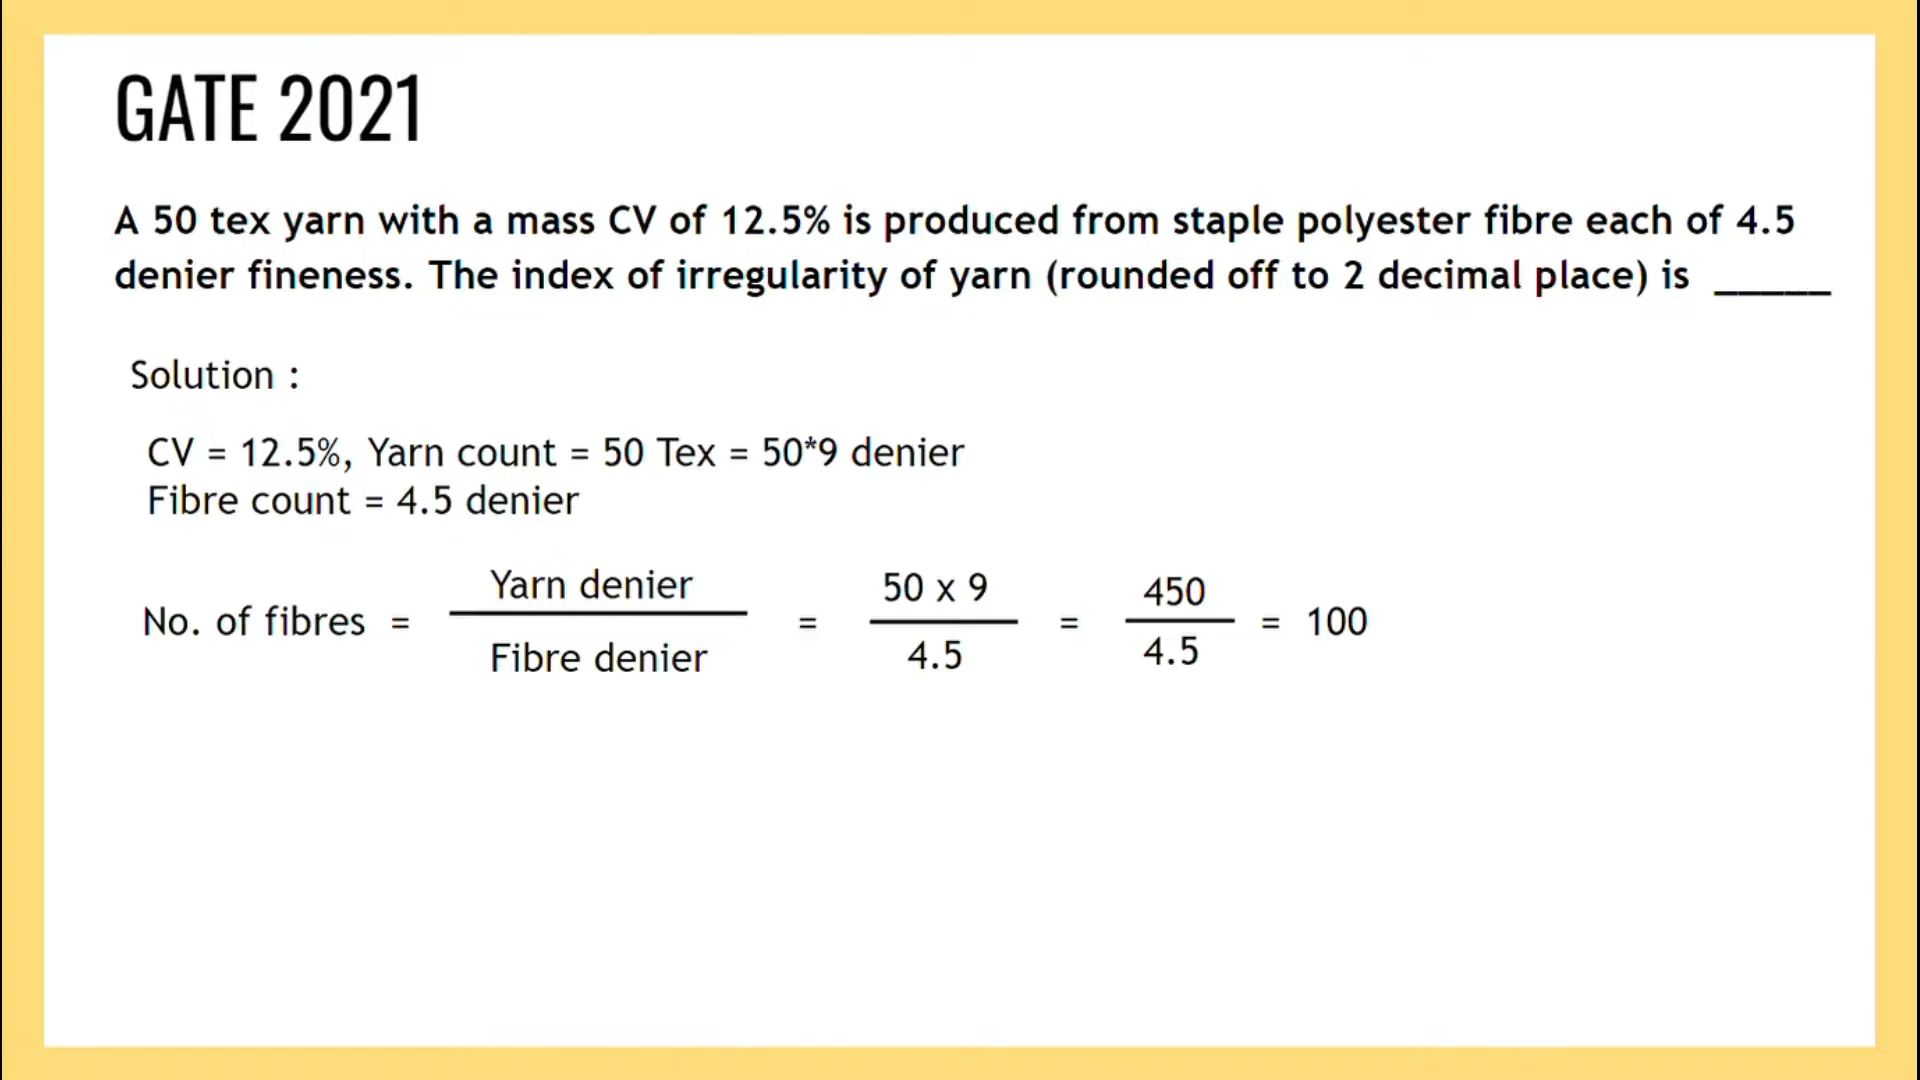 GATE 2021
A 50 tex yarn with a mass CV of 12.5% is produced from staple polyester fibre each of 4.5
denier fineness. The index of irregularity of yarn (rounded off to 2 decimal place) is _____
Solution :
CV = 12.5%, Yarn count = 50 Tex = 50*9 denier
Fibre count = 4.5 denier
Yarn denier 50 x 9 450
No. of fibres = = = = 100
Fibre denier 4.5 4.5